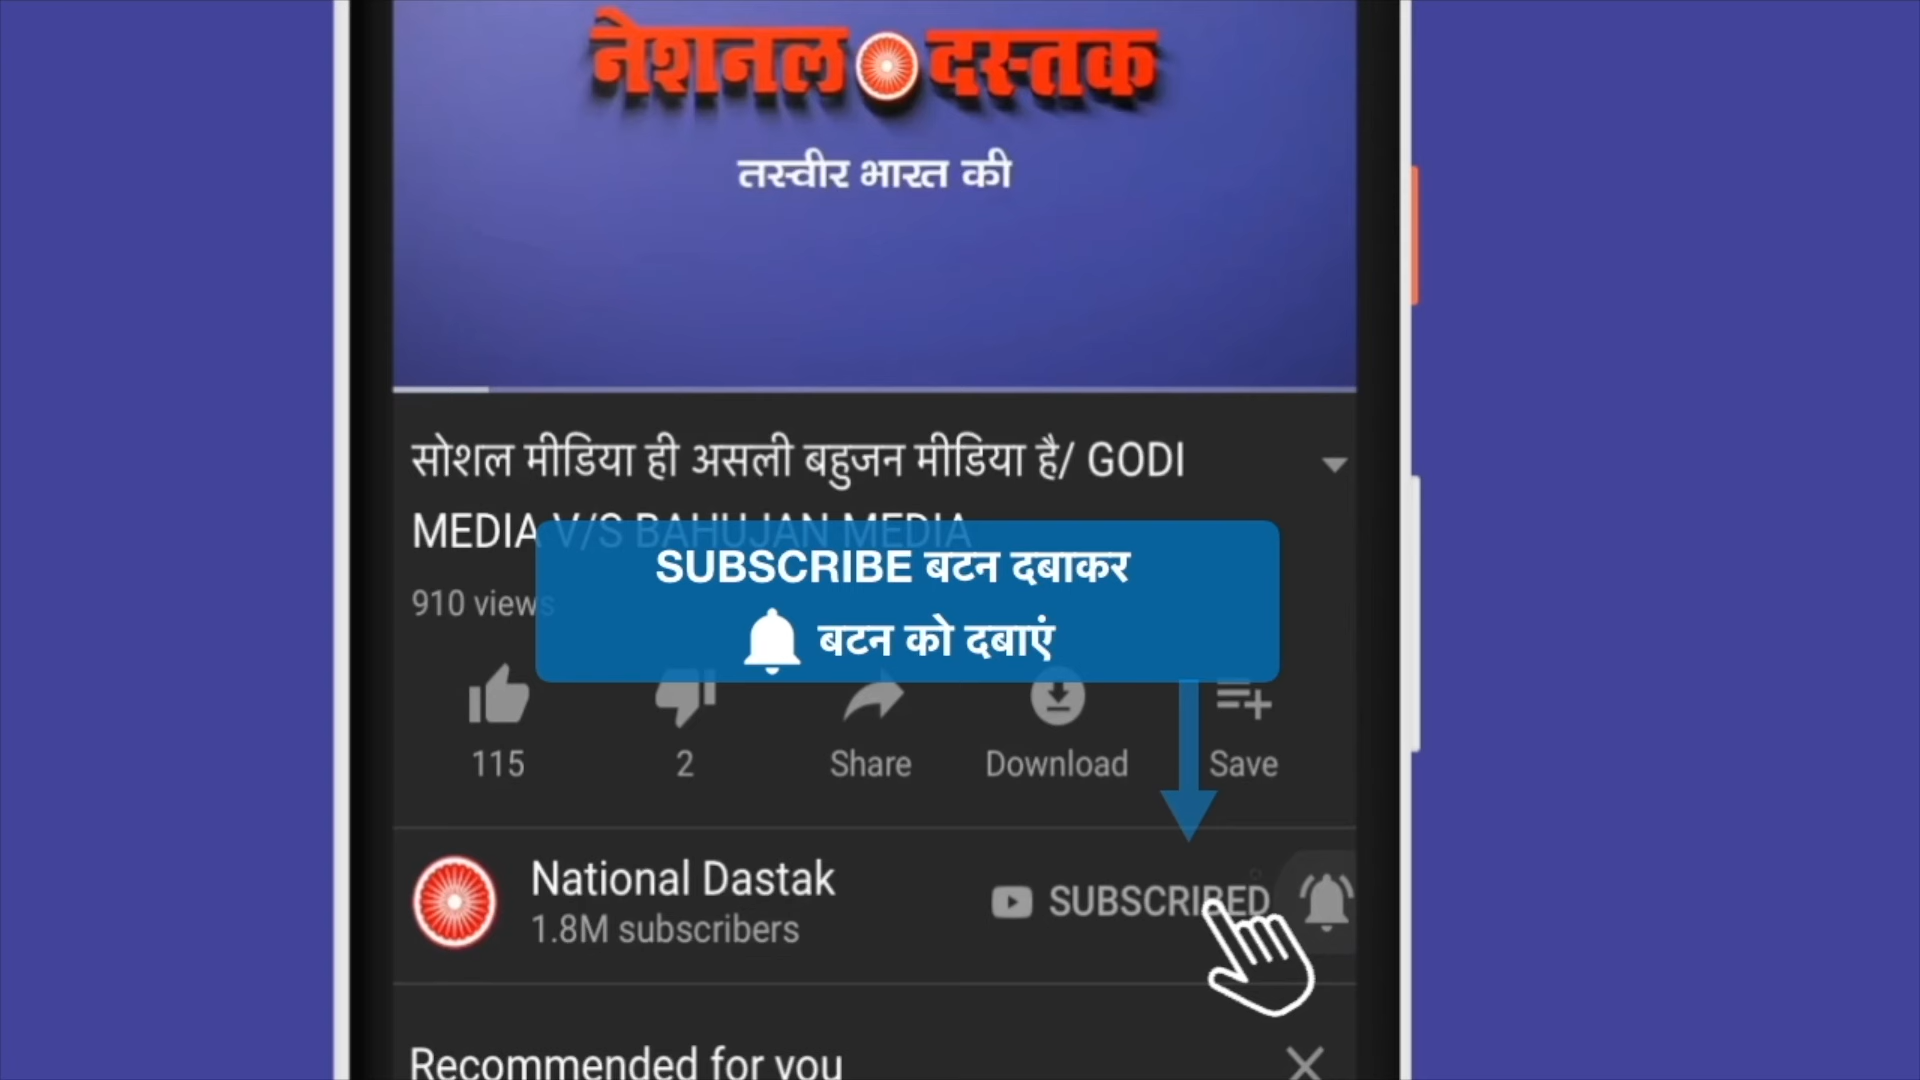 नेशनल दस्तक
तस्वीर भारत की
सोशल मीडिया ही असली बहुजन मीडिया है/ GODI
MEDIA V/S BAHUJAN MEDIA
SUBSCRIBE बटन दबाकर
बटन को दबाएं
910 views
115
2
Share
Download
Save
National Dastak
1.8M subscribers
SUBSCRIBED
Recommended for you